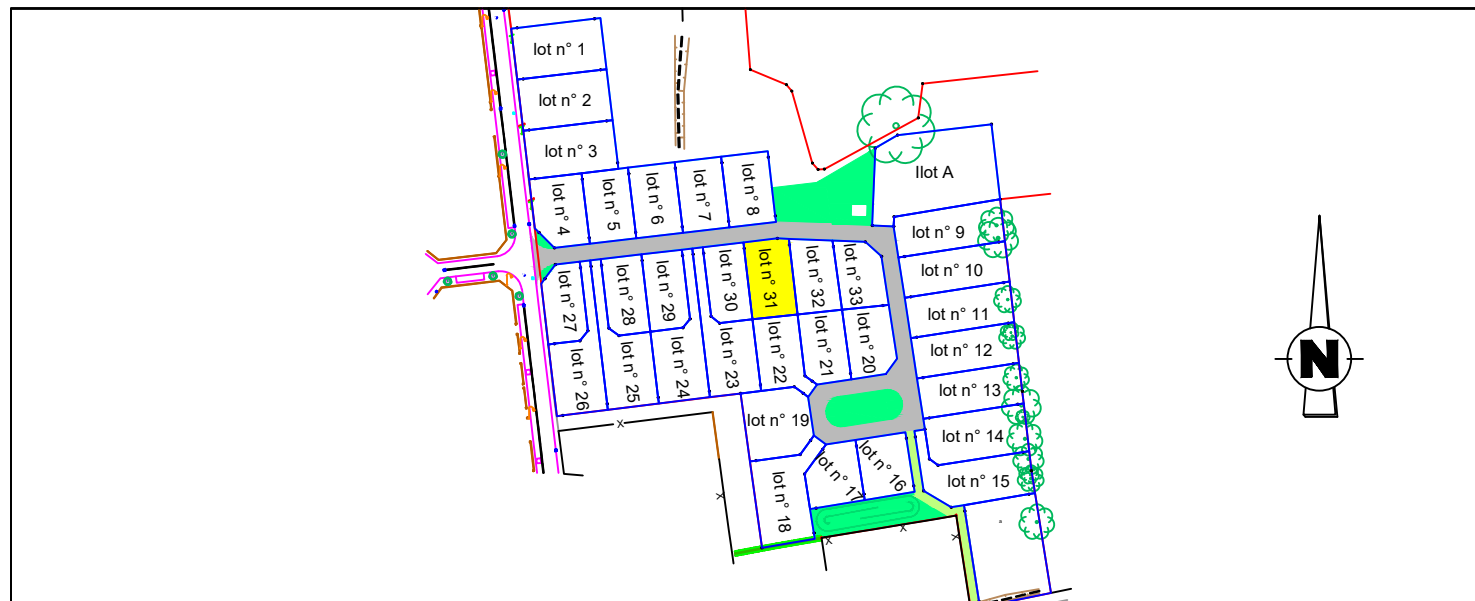 lot n° 1
lot n° 2
lot n° 3
lot n° 4
lot n° 5
lot n° 6
lot n° 7
lot n° 8
Ilot A
lot n° 9
lot n° 10
lot n° 11
lot n° 12
lot n° 13
lot n° 14
lot n° 15
lot n° 16
lot n° 17
lot n° 18
lot n° 19
lot n° 20
lot n° 21
lot n° 22
lot n° 23
lot n° 24
lot n° 25
lot n° 26
lot n° 27
lot n° 28
lot n° 29
lot n° 30
lot n° 31
lot n° 32
lot n° 33
N